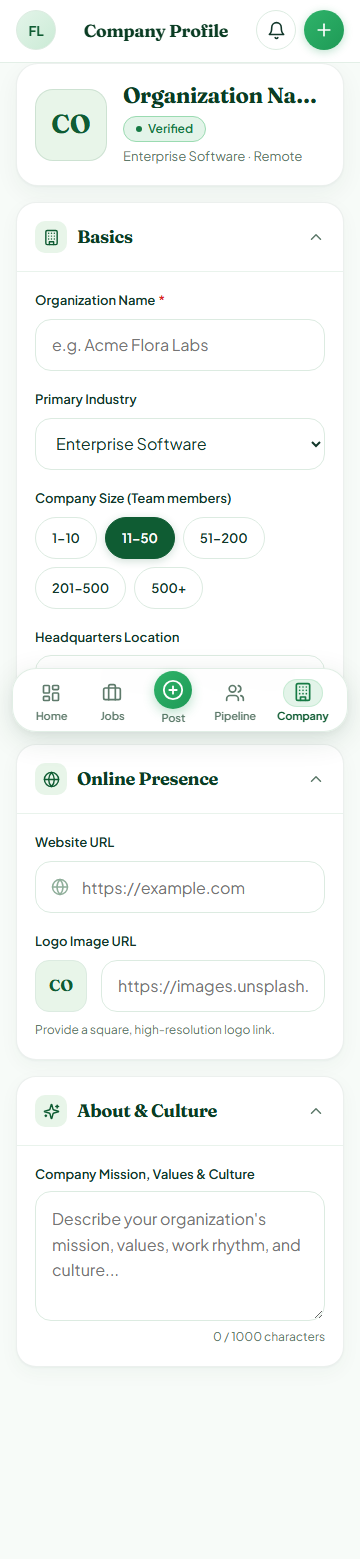 FL
Company Profile
CO
Organization Na...
Verified
Enterprise Software · Remote
Basics
Organization Name *
e.g. Acme Flora Labs
Primary Industry
Enterprise Software
Company Size (Team members)
1–10
11–50
51–200
201–500
500+
Headquarters Location
Home
Jobs
Post
Pipeline
Company
Online Presence
Website URL
https://example.com
Logo Image URL
CO
https://images.unsplash.
Provide a square, high-resolution logo link.
About & Culture
Company Mission, Values & Culture
Describe your organization's
mission, values, work rhythm, and
culture...
0 / 1000 characters